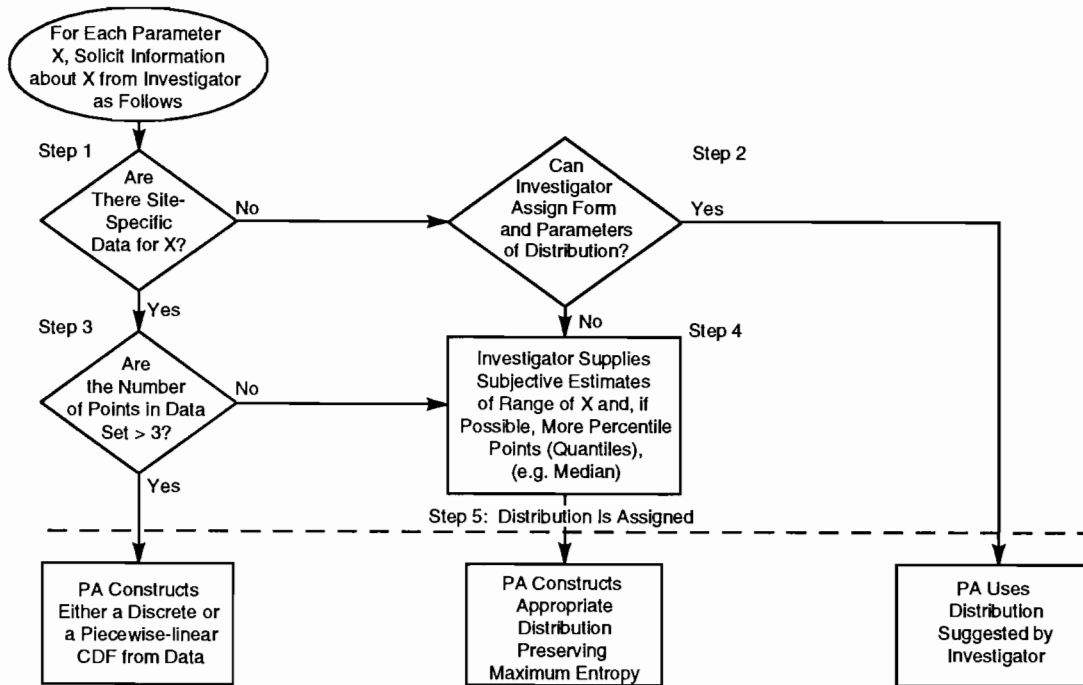 For Each Parameter
X, Solicit Information
about X from Investigator
as Follows
Step 1
Are
There Site-
Specific
Data for X?
No
Yes
Step 2
Can
Investigator
Assign Form
and Parameters
of Distribution?
Yes
No
Step 3
Are
the Number
of Points in Data
Set > 3?
No
Yes
Step 4
Investigator Supplies
Subjective Estimates
of Range of X and, if
Possible, More Percentile
Points (Quantiles),
(e.g. Median)
Step 5: Distribution Is Assigned
PA Constructs
Either a Discrete or
a Piecewise-linear
CDF from Data
PA Constructs
Appropriate
Distribution
Preserving
Maximum Entropy
PA Uses
Distribution
Suggested by
Investigator